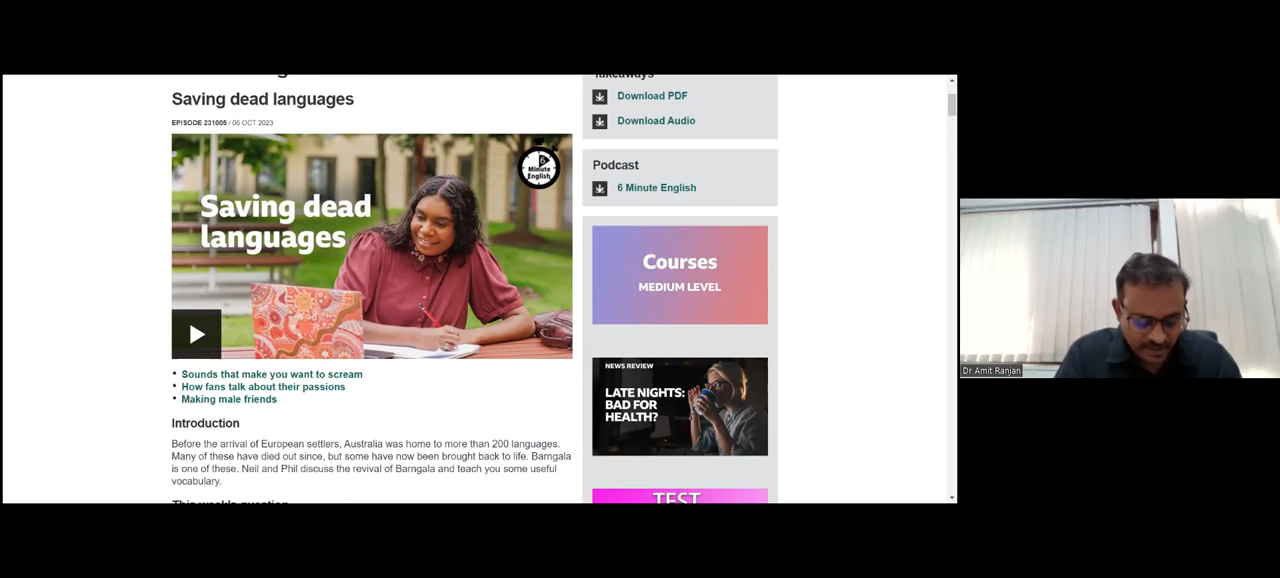 Takeaways
Saving dead languages
Download PDF
EPISODE 231005 / 05 OCT 2023
Download Audio
6
Minute
English
Podcast
6 Minute English
Saving dead
languages
Courses
MEDIUM LEVEL
NEWS REVIEW
LATE NIGHTS:
BAD FOR
HEALTH?
Sounds that make you want to scream
How fans talk about their passions
Making male friends
Introduction
Before the arrival of European settlers, Australia was home to more than 200 languages.
Many of these have died out since, but some have now been brought back to life. Barngala
is one of these. Neil and Phil discuss the revival of Barngala and teach you some useful
vocabulary.
This week's question
TEST
Dr Amit Ranjan